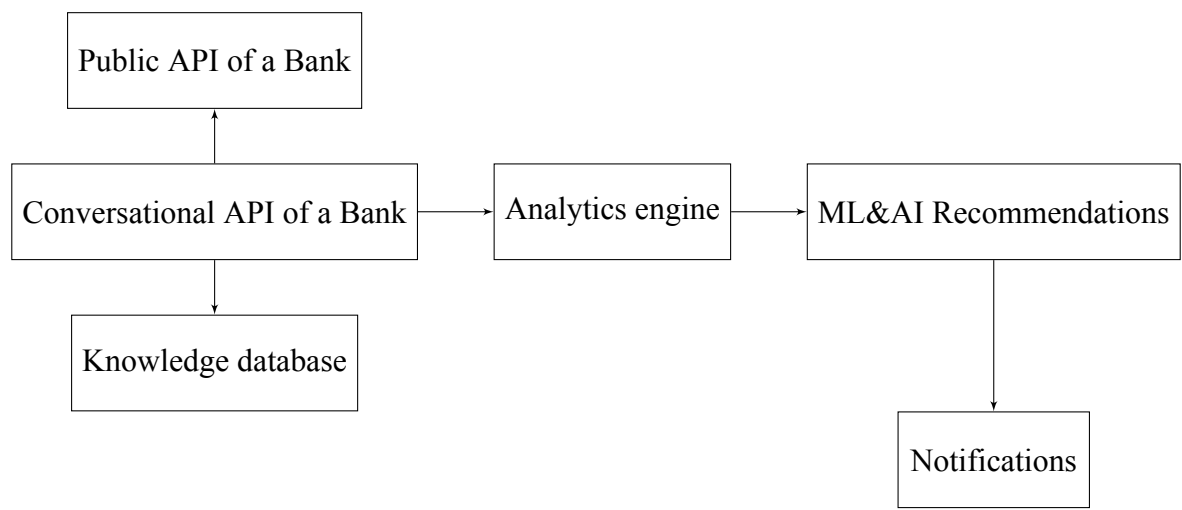 Public API of a Bank
Conversational API of a Bank
Analytics engine
ML&AI Recommendations
Knowledge database
Notifications